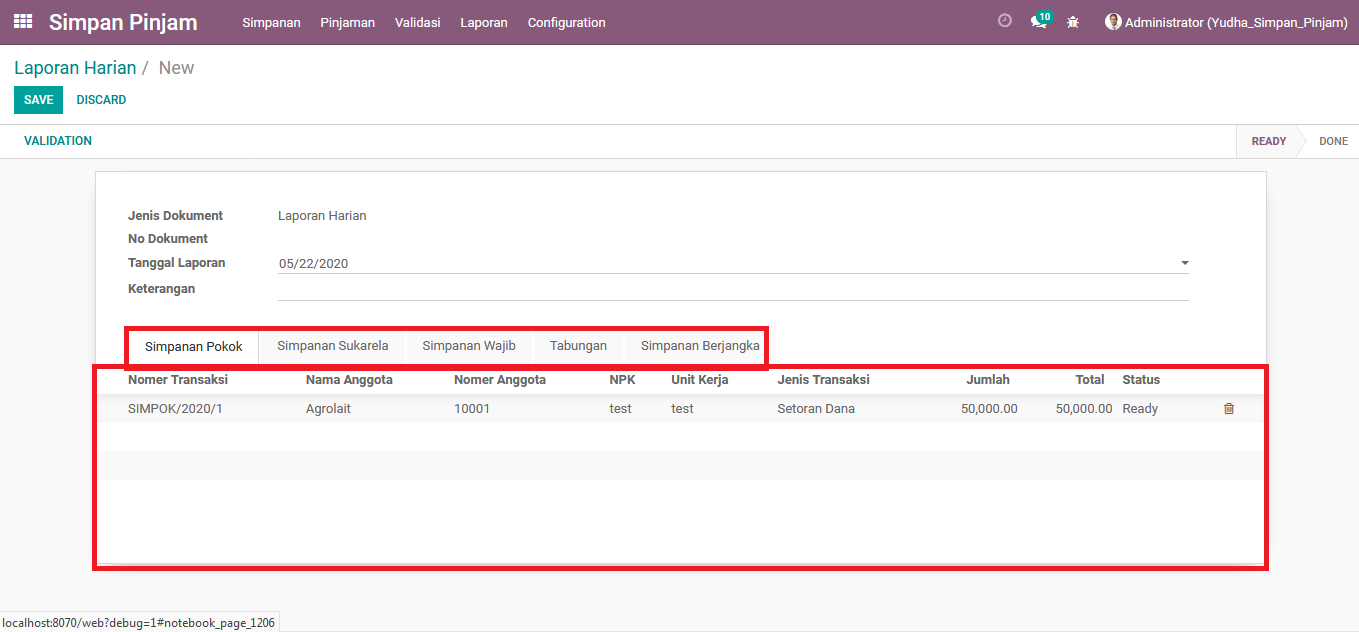 Simpan Pinjam Simpanan Pinjaman Validasi Laporan Configuration 10 Administrator (Yudha_Simpan_Pinjam)
Laporan Harian / New
SAVE DISCARD
VALIDATION READY DONE
Jenis Dokument Laporan Harian
No Dokument
Tanggal Laporan 05/22/2020
Keterangan
Simpanan Pokok Simpanan Sukarela Simpanan Wajib Tabungan Simpanan Berjangka
Nomer Transaksi Nama Anggota Nomer Anggota NPK Unit Kerja Jenis Transaksi Jumlah Total Status
SIMPOK/2020/1 Agrolait 10001 test test Setoran Dana 50,000.00 50,000.00 Ready
localhost:8070/web?debug=1#notebook_page_1206